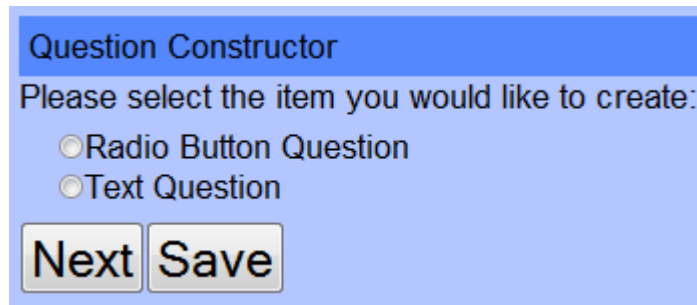 Question Constructor
Please select the item you would like to create:
Radio Button Question
Text Question
Next Save